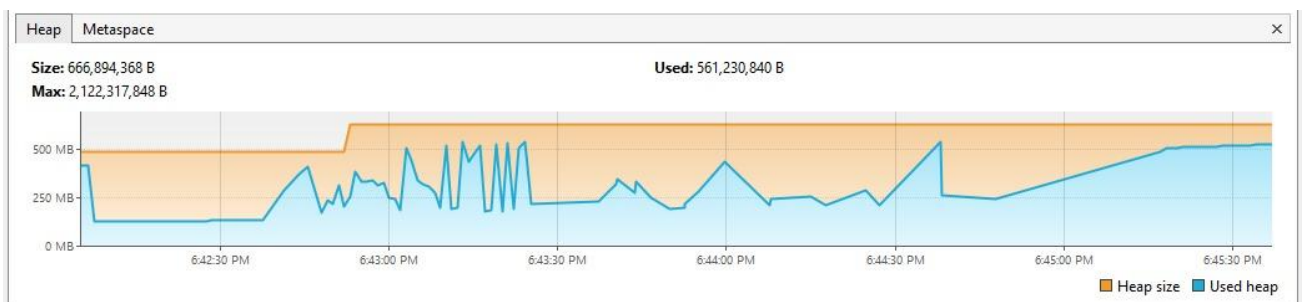 Heap Metaspace ×
Size: 666,894,368 B Used: 561,230,840 B
Max: 2,122,317,848 B
500 MB
250 MB
0 MB
6:42:30 PM 6:43:00 PM 6:43:30 PM 6:44:00 PM 6:44:30 PM 6:45:00 PM 6:45:30 PM
Heap size Used heap